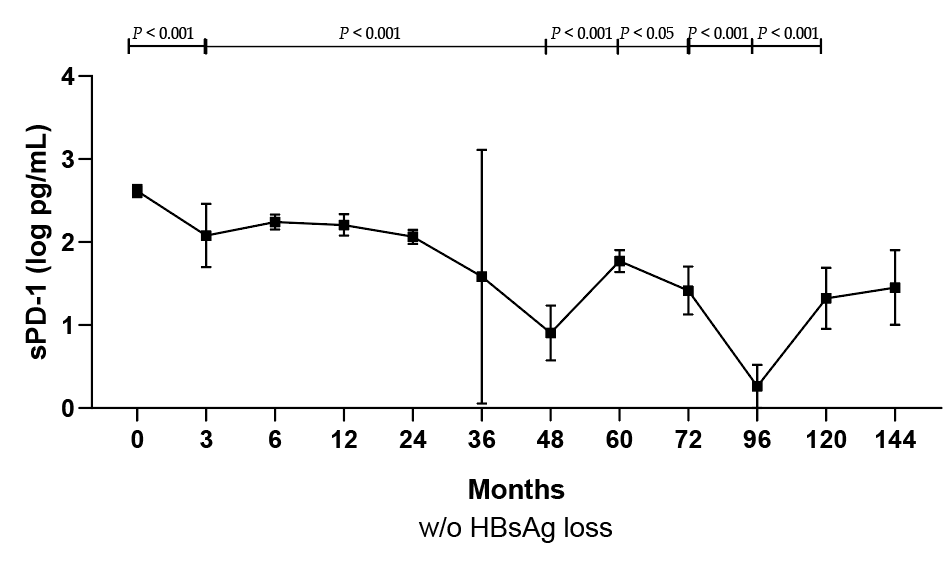 P < 0.001
P < 0.001
P < 0.001
P < 0.05
P < 0.001
P < 0.001
sPD-1 (log pg/mL)
4
3
2
1
0
0 3 6 12 24 36 48 60 72 96 120 144
Months
w/o HBsAg loss